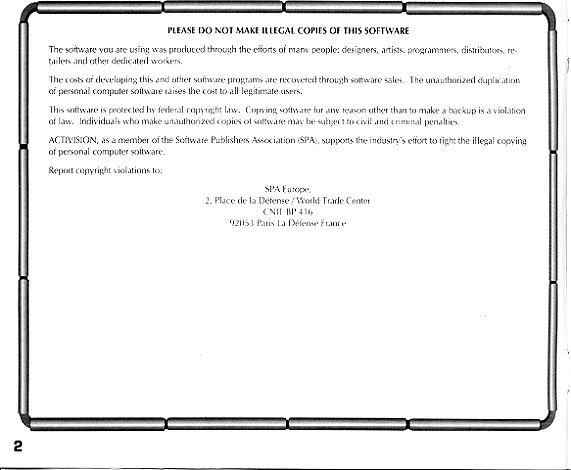 PLEASE DO NOT MAKE ILLEGAL COPIES OF THIS SOFTWARE
The software you are using was produced through the efforts of many people: designers, artists, programmers, distributors, re-
tailers and other dedicated workers.
The costs of developing this and other software programs are recovered through software sales. The unauthorized duplication
of personal computer software raises the cost to all legitimate users.
This software is protected by federal copyright law. Copying software for any reason other than to make a backup is a violation
of law. Individuals who make unauthorized copies of software may be subject to civil and criminal penalties.
ACTIVISION, as a member of the Software Publishers Association (SPA), supports the industry's effort to fight the illegal copying
of personal computer software.
Report copyright violations to:
SPA Europe,
2, Place de la Défense / World Trade Center
CNIT BP 416
92053 Paris La Défense France
2